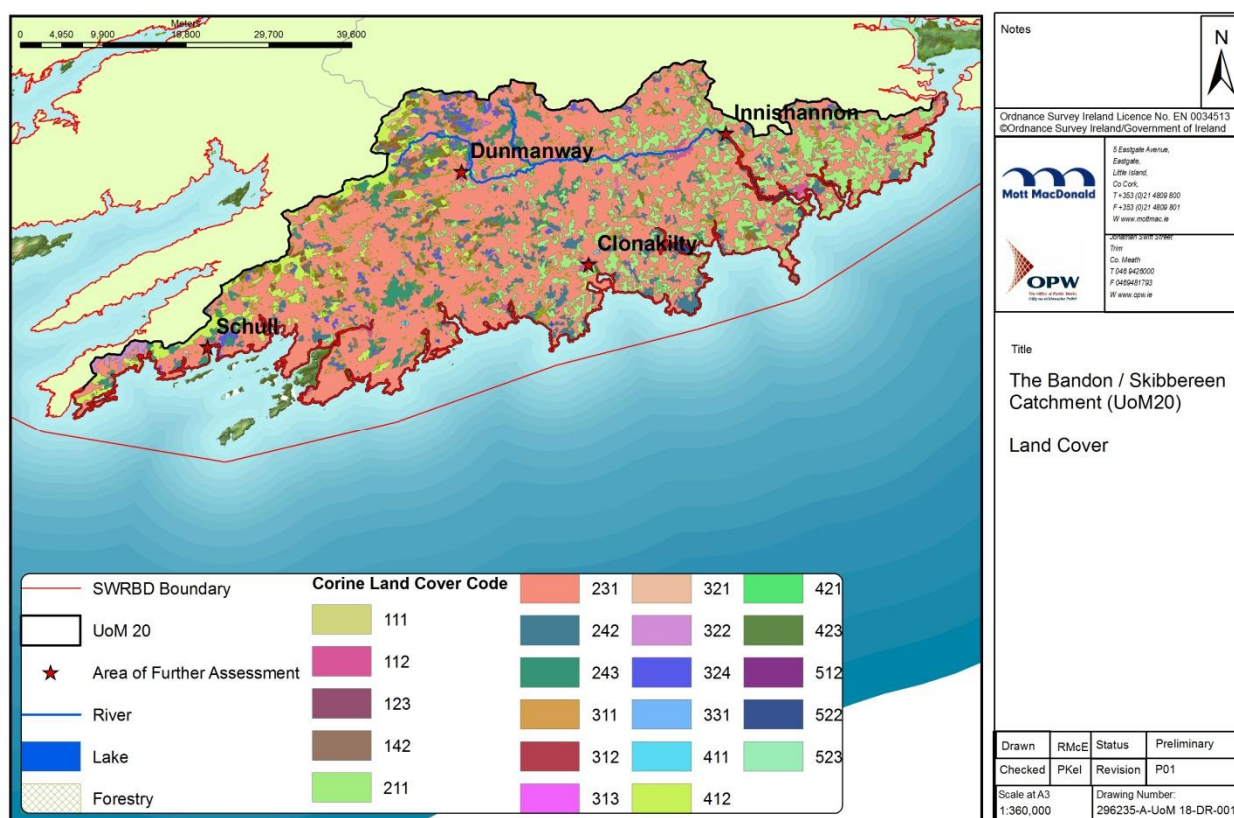 Meters
0 4,950 9,900 19,800 29,700 39,600
Innishannon
Dunmanway
Clonakilty
Schull
SWRBD Boundary
UoM 20
Area of Further Assessment
River
Lake
Forestry
Corine Land Cover Code
111
112
123
142
211
231
242
243
311
312
313
321
322
324
331
411
412
421
423
512
522
523
Notes
N
Ordnance Survey Ireland Licence No. EN 0034513
©Ordnance Survey Ireland/Government of Ireland
Mott MacDonald
5 Eastgate Avenue,
Eastgate,
Little Island,
Co Cork,
T +353 (0)21 4809 800
F +353 (0)21 4809 801
W www.mottmac.ie
OPW
Jonathan Swift Street
Trim
Co. Meath
T 046 9426000
F 0469481793
W www.opw.ie
Title
The Bandon / Skibbereen
Catchment (UoM20)
Land Cover
Drawn RMcE Status Preliminary
Checked PKel Revision P01
Scale at A3
1:360,000
Drawing Number:
296235-A-UoM 18-DR-001